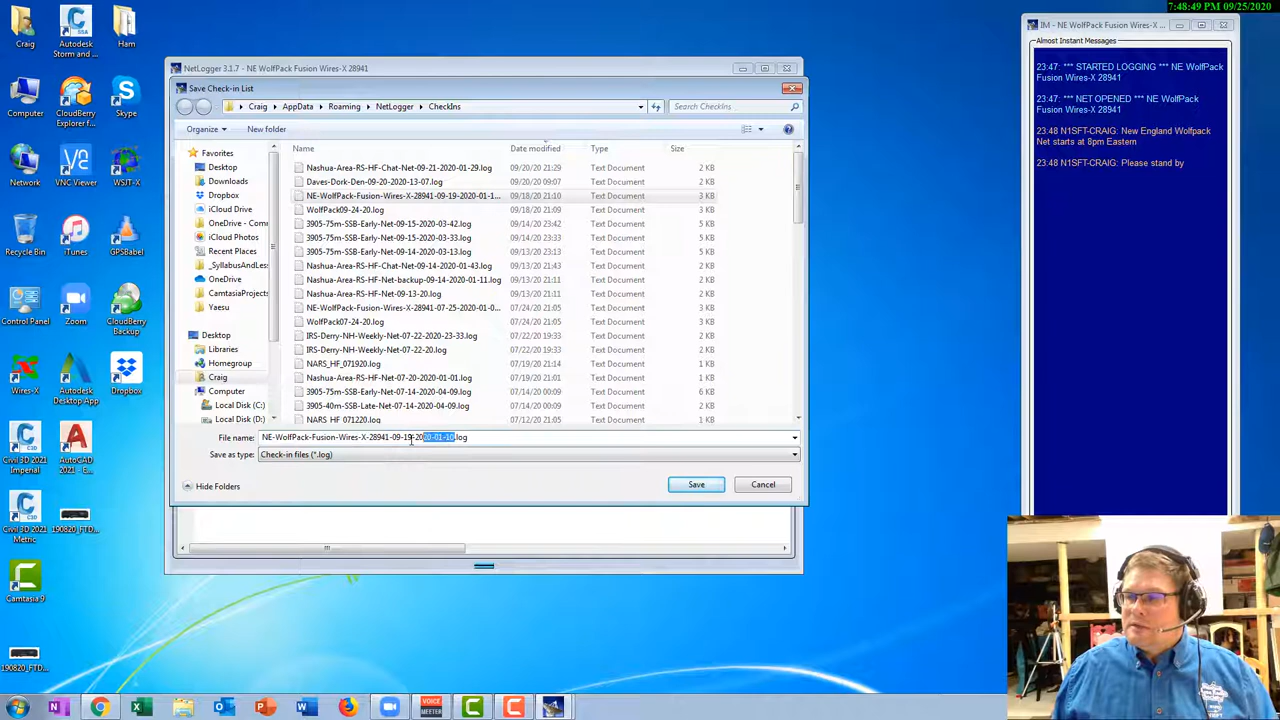 7:48:49 PM 09/25/2020
Craig
Autodesk Storm and ...
Ham
Computer
CloudBerry Explorer f...
Skype
Network
VNC Viewer
WSJT-X
Recycle Bin
iTunes
GPSBabel
Control Panel
Zoom
CloudBerry Backup
Wires-X
Autodesk Desktop App
Dropbox
Civil 3D 2021 Imperial
AutoCAD 2021 - English
Civil 3D 2021 Metric
190820_FTD...
Camtasia 9
190820_FTD...
NetLogger 3.1.7 - NE WolfPack Fusion Wires-X 28941
Save Check-in List
Craig
AppData
Roaming
NetLogger
CheckIns
Search CheckIns
Organize
New folder
Favorites
Desktop
Downloads
Dropbox
iCloud Drive
OneDrive - Com
iCloud Photos
Recent Places
_SyllabusAndLes
OneDrive
CamtasiaProject
Yaesu
Desktop
Libraries
Homegroup
Craig
Computer
Local Disk (C:)
Local Disk (D:)
Name Date modified Type Size
Nashua-Area-RS-HF-Chat-Net-09-21-2020-01-29.log 09/20/20 21:29 Text Document 2 KB
Daves-Dork-Den-09-20-2020-13-07.log 09/20/20 09:07 Text Document 2 KB
NE-WolfPack-Fusion-Wires-X-28941-09-19-2020-01-1... 09/18/20 21:10 Text Document 3 KB
WolfPack09-24-20.log 09/18/20 21:09 Text Document 2 KB
3905-75m-SSB-Early-Net-09-15-2020-03-42.log 09/14/20 23:42 Text Document 5 KB
3905-75m-SSB-Early-Net-09-15-2020-03-33.log 09/14/20 23:33 Text Document 5 KB
3905-75m-SSB-Early-Net-09-14-2020-03-13.log 09/13/20 23:13 Text Document 5 KB
Nashua-Area-RS-HF-Chat-Net-09-14-2020-01-43.log 09/13/20 21:43 Text Document 2 KB
Nashua-Area-RS-HF-Net-backup-09-14-2020-01-11.log 09/13/20 21:11 Text Document 2 KB
Nashua-Area-RS-HF-Net-09-13-20.log 09/13/20 21:11 Text Document 2 KB
NE-WolfPack-Fusion-Wires-X-28941-07-25-2020-01-0... 07/24/20 21:05 Text Document 2 KB
WolfPack07-24-20.log 07/24/20 21:05 Text Document 2 KB
IRS-Derry-NH-Weekly-Net-07-22-2020-23-33.log 07/22/20 19:33 Text Document 2 KB
IRS-Derry-NH-Weekly-Net-07-22-20.log 07/22/20 19:33 Text Document 2 KB
NARS_HF_071920.log 07/19/20 21:14 Text Document 2 KB
Nashua-Area-RS-HF-Net-07-20-2020-01-01.log 07/19/20 21:01 Text Document 2 KB
3905-75m-SSB-Early-Net-07-14-2020-04-09.log 07/14/20 00:09 Text Document 6 KB
3905-40m-SSB-Late-Net-07-14-2020-04-09.log 07/14/20 00:09 Text Document 2 KB
NARS_HF_071220.log 07/12/20 21:05 Text Document 2 KB
File name: NE-WolfPack-Fusion-Wires-X-28941-09-19-2020-01-10.log
Save as type: Check-in files (*.log)
Hide Folders
Save
Cancel
IM - NE WolfPack Fusion Wires-X ...
Almost Instant Messages
23:47: *** STARTED LOGGING *** NE WolfPack
Fusion Wires-X 28941
23:47: *** NET OPENED *** NE WolfPack
Fusion Wires-X 28941
23:48 N1SFT-CRAIG: New England Wolfpack
Net starts at 8pm Eastern
23:48 N1SFT-CRAIG: Please stand by
VOICE MEETER